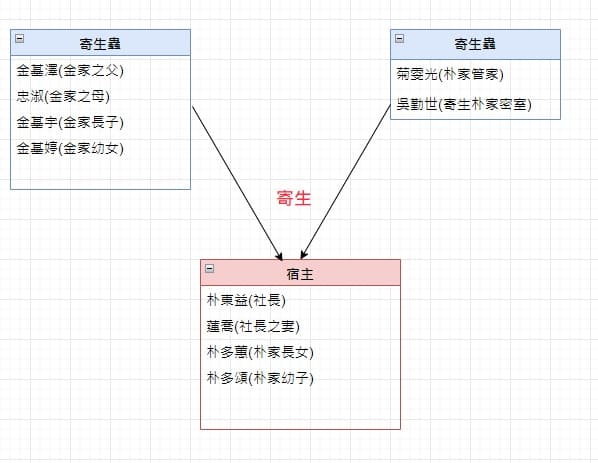 寄生蟲
金基澤(金家之父)
忠淑(金家之母)
金基宇(金家長子)
金基婷(金家幼女)
寄生蟲
菊雯光(朴家管家)
吳勤世(寄生朴家密室)
寄生
宿主
朴東益(社長)
蓮喬(社長之妻)
朴多蕙(朴家長女)
朴多頌(朴家幼子)